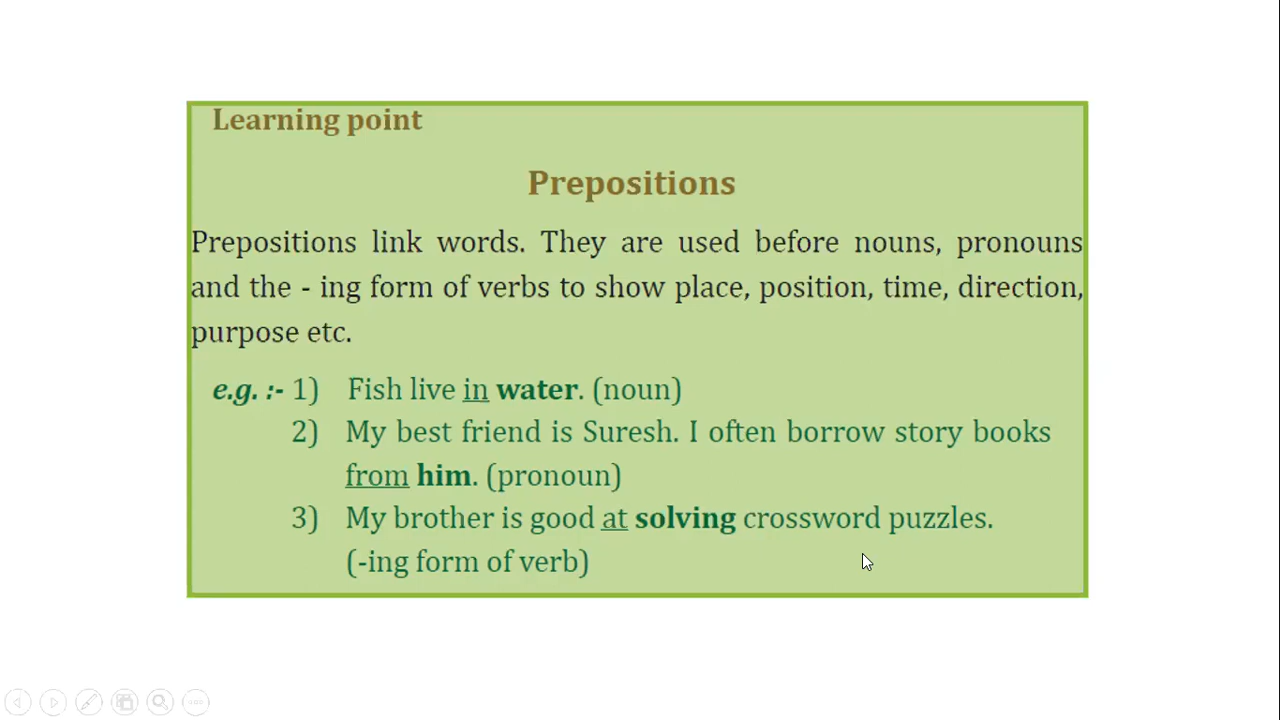 Learning point
Prepositions
Prepositions link words. They are used before nouns, pronouns
and the - ing form of verbs to show place, position, time, direction,
purpose etc.
e.g. :- 1) Fish live in water. (noun)
2) My best friend is Suresh. I often borrow story books
from him. (pronoun)
3) My brother is good at solving crossword puzzles.
(-ing form of verb)